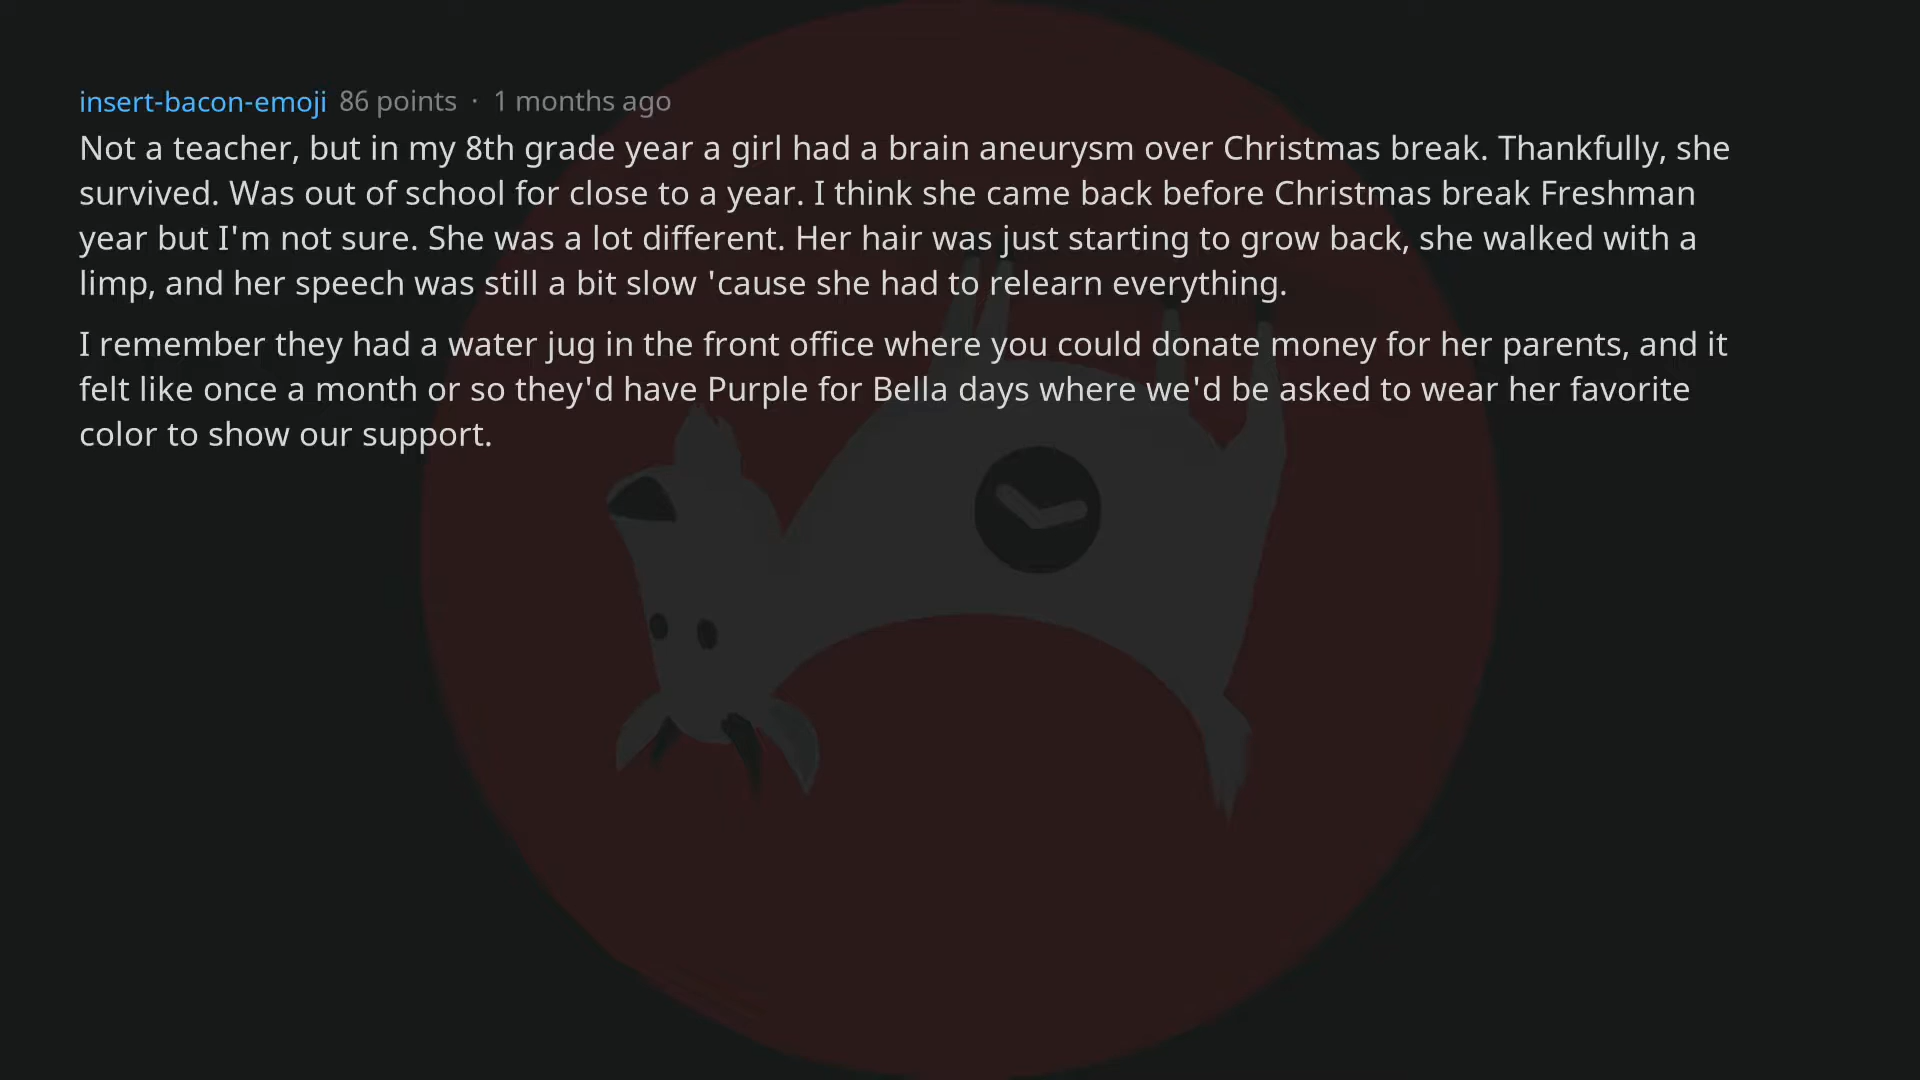 insert-bacon-emoji 86 points · 1 months ago
Not a teacher, but in my 8th grade year a girl had a brain aneurysm over Christmas break. Thankfully, she
survived. Was out of school for close to a year. I think she came back before Christmas break Freshman
year but I'm not sure. She was a lot different. Her hair was just starting to grow back, she walked with a
limp, and her speech was still a bit slow 'cause she had to relearn everything.
I remember they had a water jug in the front office where you could donate money for her parents, and it
felt like once a month or so they'd have Purple for Bella days where we'd be asked to wear her favorite
color to show our support.